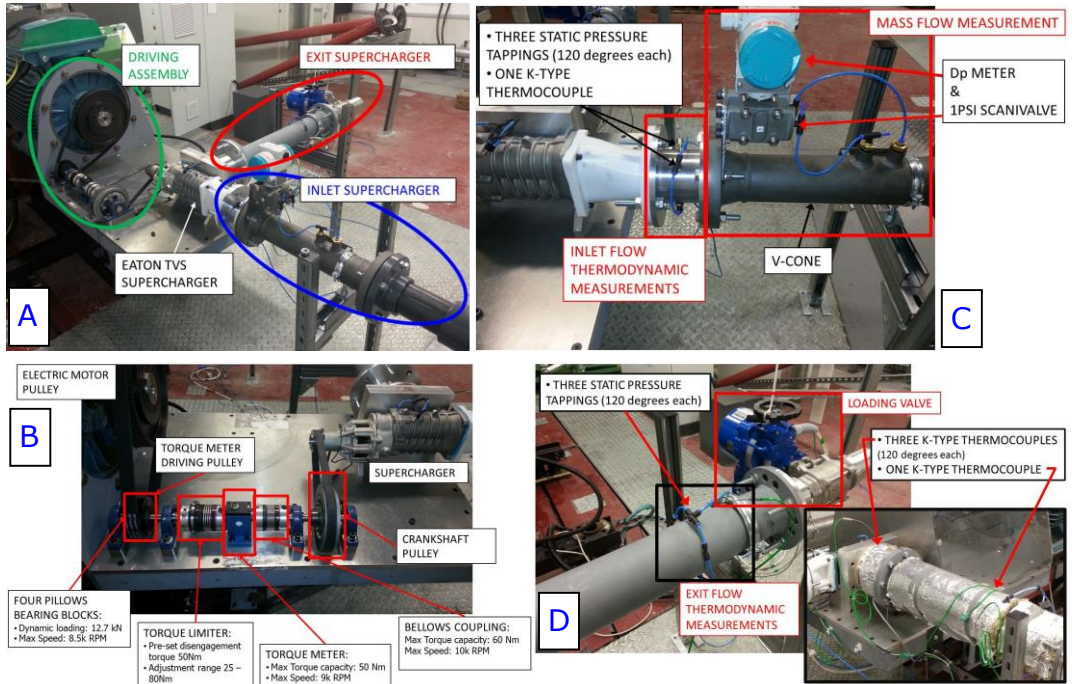 DRIVING
ASSEMBLY
EXIT SUPERCHARGER
INLET SUPERCHARGER
EATON TVS
SUPERCHARGER
A
• THREE STATIC PRESSURE
TAPPINGS (120 degrees each)
• ONE K-TYPE
THERMOCOUPLE
MASS FLOW MEASUREMENT
Dp METER
&
1PSI SCANIVALVE
INLET FLOW
THERMODYNAMIC
MEASUREMENTS
V-CONE
C
ELECTRIC MOTOR
PULLEY
B
TORQUE METER
DRIVING PULLEY
SUPERCHARGER
CRANKSHAFT
PULLEY
FOUR PILLOWS
BEARING BLOCKS:
• Dynamic loading: 12.7 kN
• Max Speed: 8.5k RPM
TORQUE LIMITER:
• Pre-set disengagement
torque 50Nm
• Adjustment range 25 –
80Nm
TORQUE METER:
• Max Torque capacity: 50 Nm
• Max Speed: 9k RPM
BELLOWS COUPLING:
Max Torque capacity: 60 Nm
Max Speed: 10k RPM
• THREE STATIC PRESSURE
TAPPINGS (120 degrees each)
LOADING VALVE
• THREE K-TYPE THERMOCOUPLES
(120 degrees each)
• ONE K-TYPE THERMOCOUPLE
D
EXIT FLOW
THERMODYNAMIC
MEASUREMENTS